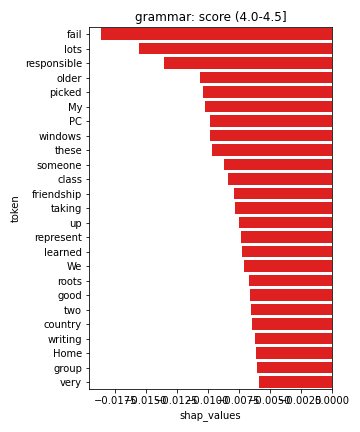 grammar: score (4.0-4.5]
fail
lots
responsible
older
picked
My
PC
windows
these
someone
class
friendship
taking
up
represent
learned
We
roots
good
two
country
writing
Home
group
very
token
−0.0175 −0.0150 −0.0125 −0.0100 −0.0075 −0.0050 −0.0025 0.0000
shap_values